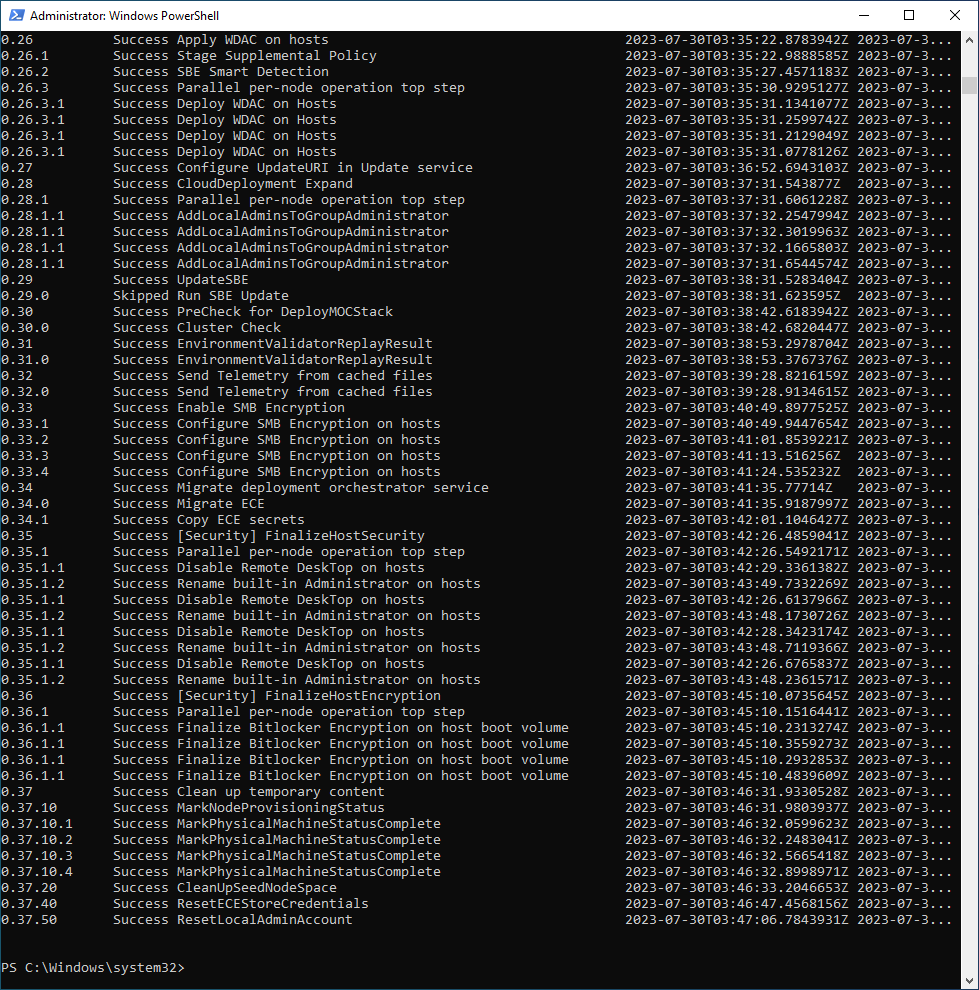 Administrator: Windows PowerShell
0.26 Success Apply WDAC on hosts 2023-07-30T03:35:22.8783942Z 2023-07-3...
0.26.1 Success Stage Supplemental Policy 2023-07-30T03:35:22.9888585Z 2023-07-3...
0.26.2 Success SBE Smart Detection 2023-07-30T03:35:27.4571183Z 2023-07-3...
0.26.3 Success Parallel per-node operation top step 2023-07-30T03:35:30.9295127Z 2023-07-3...
0.26.3.1 Success Deploy WDAC on Hosts 2023-07-30T03:35:31.1341077Z 2023-07-3...
0.26.3.1 Success Deploy WDAC on Hosts 2023-07-30T03:35:31.2599742Z 2023-07-3...
0.26.3.1 Success Deploy WDAC on Hosts 2023-07-30T03:35:31.2129049Z 2023-07-3...
0.26.3.1 Success Deploy WDAC on Hosts 2023-07-30T03:35:31.0778126Z 2023-07-3...
0.27 Success Configure UpdateURI in Update service 2023-07-30T03:36:52.6943103Z 2023-07-3...
0.28 Success CloudDeployment Expand 2023-07-30T03:37:31.543877Z 2023-07-3...
0.28.1 Success Parallel per-node operation top step 2023-07-30T03:37:31.6061228Z 2023-07-3...
0.28.1.1 Success AddLocalAdminsToGroupAdministrator 2023-07-30T03:37:32.2547994Z 2023-07-3...
0.28.1.1 Success AddLocalAdminsToGroupAdministrator 2023-07-30T03:37:32.3019963Z 2023-07-3...
0.28.1.1 Success AddLocalAdminsToGroupAdministrator 2023-07-30T03:37:32.1665803Z 2023-07-3...
0.28.1.1 Success AddLocalAdminsToGroupAdministrator 2023-07-30T03:37:31.6544574Z 2023-07-3...
0.29 Success UpdateSBE 2023-07-30T03:38:31.5283404Z 2023-07-3...
0.29.0 Skipped Run SBE Update 2023-07-30T03:38:31.623595Z 2023-07-3...
0.30 Success PreCheck for DeployMOCStack 2023-07-30T03:38:42.6183942Z 2023-07-3...
0.30.0 Success Cluster Check 2023-07-30T03:38:42.6820447Z 2023-07-3...
0.31 Success EnvironmentValidatorReplayResult 2023-07-30T03:38:53.2978704Z 2023-07-3...
0.31.0 Success EnvironmentValidatorReplayResult 2023-07-30T03:38:53.3767376Z 2023-07-3...
0.32 Success Send Telemetry from cached files 2023-07-30T03:39:28.8216159Z 2023-07-3...
0.32.0 Success Send Telemetry from cached files 2023-07-30T03:39:28.9134615Z 2023-07-3...
0.33 Success Enable SMB Encryption 2023-07-30T03:40:49.8977525Z 2023-07-3...
0.33.1 Success Configure SMB Encryption on hosts 2023-07-30T03:40:49.9447654Z 2023-07-3...
0.33.2 Success Configure SMB Encryption on hosts 2023-07-30T03:41:01.8539221Z 2023-07-3...
0.33.3 Success Configure SMB Encryption on hosts 2023-07-30T03:41:13.516256Z 2023-07-3...
0.33.4 Success Configure SMB Encryption on hosts 2023-07-30T03:41:24.535232Z 2023-07-3...
0.34 Success Migrate deployment orchestrator service 2023-07-30T03:41:35.77714Z 2023-07-3...
0.34.0 Success Migrate ECE 2023-07-30T03:41:35.9187997Z 2023-07-3...
0.34.1 Success Copy ECE secrets 2023-07-30T03:42:01.1046427Z 2023-07-3...
0.35 Success [Security] FinalizeHostSecurity 2023-07-30T03:42:26.4859041Z 2023-07-3...
0.35.1 Success Parallel per-node operation top step 2023-07-30T03:42:26.5492171Z 2023-07-3...
0.35.1.1 Success Disable Remote DeskTop on hosts 2023-07-30T03:42:29.3361382Z 2023-07-3...
0.35.1.2 Success Rename built-in Administrator on hosts 2023-07-30T03:43:49.7332269Z 2023-07-3...
0.35.1.1 Success Disable Remote DeskTop on hosts 2023-07-30T03:42:26.6137966Z 2023-07-3...
0.35.1.2 Success Rename built-in Administrator on hosts 2023-07-30T03:43:48.1730726Z 2023-07-3...
0.35.1.1 Success Disable Remote DeskTop on hosts 2023-07-30T03:42:28.3423174Z 2023-07-3...
0.35.1.2 Success Rename built-in Administrator on hosts 2023-07-30T03:43:48.7119366Z 2023-07-3...
0.35.1.1 Success Disable Remote DeskTop on hosts 2023-07-30T03:42:26.6765837Z 2023-07-3...
0.35.1.2 Success Rename built-in Administrator on hosts 2023-07-30T03:43:48.2361571Z 2023-07-3...
0.36 Success [Security] FinalizeHostEncryption 2023-07-30T03:45:10.0735645Z 2023-07-3...
0.36.1 Success Parallel per-node operation top step 2023-07-30T03:45:10.1516441Z 2023-07-3...
0.36.1.1 Success Finalize Bitlocker Encryption on host boot volume 2023-07-30T03:45:10.2313274Z 2023-07-3...
0.36.1.1 Success Finalize Bitlocker Encryption on host boot volume 2023-07-30T03:45:10.3559273Z 2023-07-3...
0.36.1.1 Success Finalize Bitlocker Encryption on host boot volume 2023-07-30T03:45:10.2932853Z 2023-07-3...
0.36.1.1 Success Finalize Bitlocker Encryption on host boot volume 2023-07-30T03:45:10.4839609Z 2023-07-3...
0.37 Success Clean up temporary content 2023-07-30T03:46:31.9330528Z 2023-07-3...
0.37.10 Success MarkNodeProvisioningStatus 2023-07-30T03:46:31.9803937Z 2023-07-3...
0.37.10.1 Success MarkPhysicalMachineStatusComplete 2023-07-30T03:46:32.0599623Z 2023-07-3...
0.37.10.2 Success MarkPhysicalMachineStatusComplete 2023-07-30T03:46:32.2483041Z 2023-07-3...
0.37.10.3 Success MarkPhysicalMachineStatusComplete 2023-07-30T03:46:32.5665418Z 2023-07-3...
0.37.10.4 Success MarkPhysicalMachineStatusComplete 2023-07-30T03:46:32.8998971Z 2023-07-3...
0.37.20 Success CleanUpSeedNodeSpace 2023-07-30T03:46:33.2046653Z 2023-07-3...
0.37.40 Success ResetECEStoreCredentials 2023-07-30T03:46:47.4568156Z 2023-07-3...
0.37.50 Success ResetLocalAdminAccount 2023-07-30T03:47:06.7843931Z 2023-07-3...
PS C:\Windows\system32>